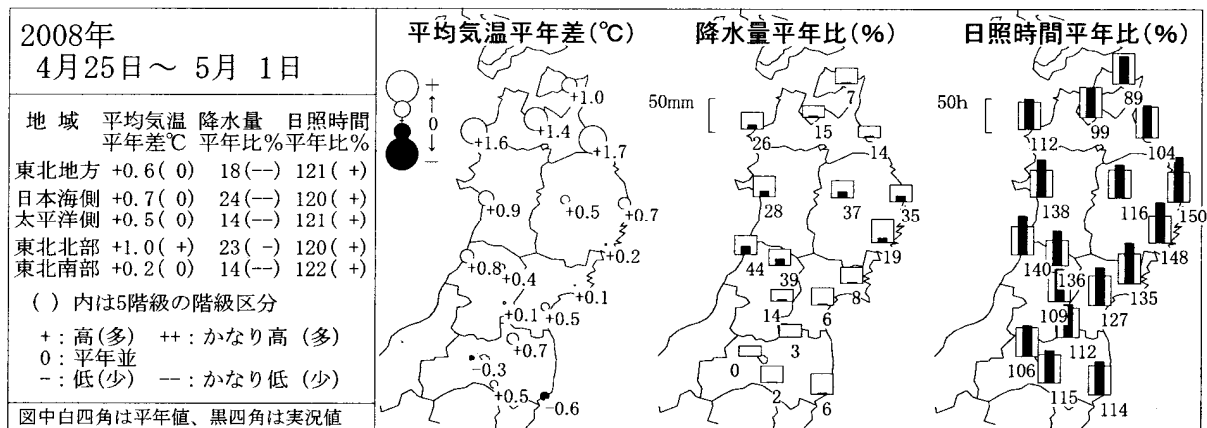 2008年
4月25日～ 5月 1日
地 域 平均気温 降水量 日照時間
平年差℃ 平年比% 平年比%
東北地方 +0.6( 0) 18(--) 121( +)
日本海側 +0.7( 0) 24(--) 120( +)
太平洋側 +0.5( 0) 14(--) 121( +)
東北北部 +1.0( +) 23( -) 120( +)
東北南部 +0.2( 0) 14(--) 122( +)
( ) 内は5階級の階級区分
+：高(多) ++：かなり高 (多)
0：平年並
-：低(少) --：かなり低 (少)
図中白四角は平年値、黒四角は実況値
平均気温平年差(℃)
+
↑
0
↓
-
+1.0
+1.4
+1.6
+1.7
+0.9
+0.5
+0.7
+0.2
+0.8
+0.4
+0.1
+0.1
+0.5
+0.7
-0.3
+0.5
-0.6
降水量平年比(%)
50mm
7
15
26
14
28
37
35
19
44
39
8
14
6
3
0
2
6
日照時間平年比(%)
50h
89
99
112
104
138
116
150
148
140
136
135
109
127
112
106
115
114